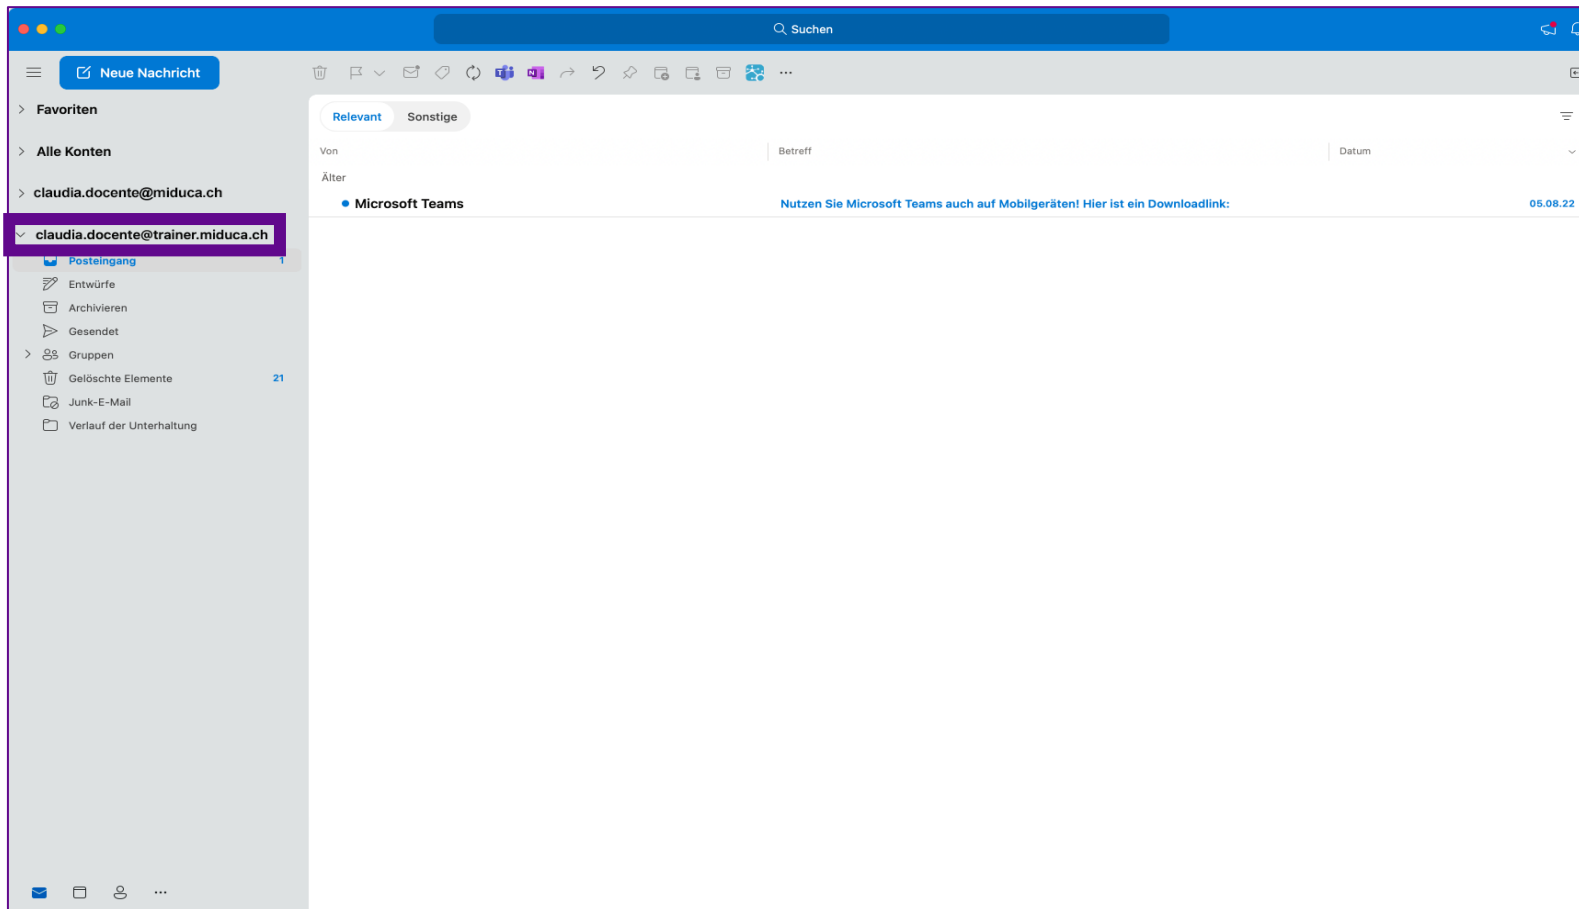 Suchen
Neue Nachricht
Favoriten
Alle Konten
claudia.docente@miduca.ch
claudia.docente@trainer.miduca.ch
Posteingang 1
Entwürfe
Archivieren
Gesendet
Gruppen
Gelöschte Elemente 21
Junk-E-Mail
Verlauf der Unterhaltung
Relevant Sonstige
Von Betreff Datum
Älter
Microsoft Teams Nutzen Sie Microsoft Teams auch auf Mobilgeräten! Hier ist ein Downloadlink: 05.08.22